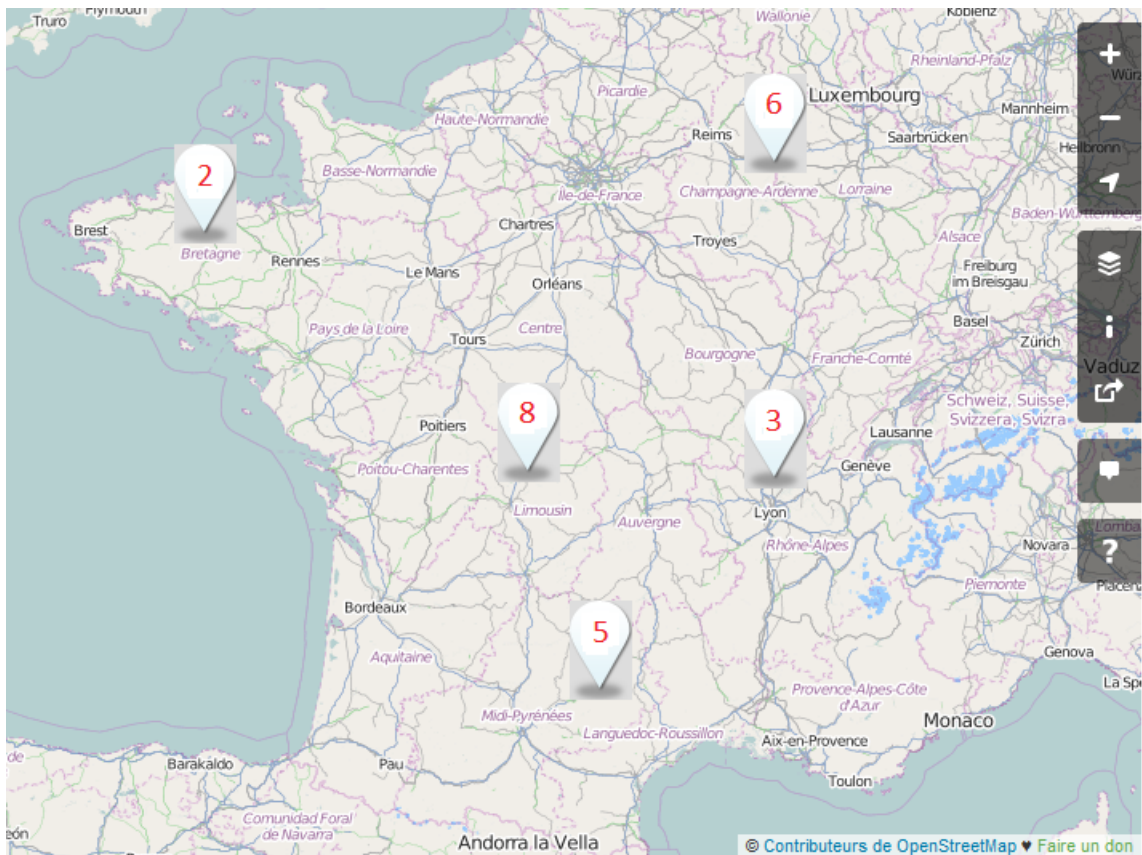 Plymouth
Truro
Wallonie
Koblenz
Rheinland-Pfalz
+
Picardie
6
Luxembourg
Mannheim
Haute-Normandie
Reims
Saarbrücken
−
Heilbronn
2
Basse-Normandie
Île-de-France
Champagne-Ardenne
Lorraine
Brest
Chartres
Baden-Württemberg
Bretagne
Rennes
Troyes
Alsace
Le Mans
Orléans
Freiburg
im Breisgau
Pays de la Loire
Centre
Basel
i
Tours
Bourgogne
Franche-Comté
Zürich
Vaduz
8
3
Schweiz, Suisse,
Svizzera, Svizra
Poitiers
Lausanne
Poitou-Charentes
Genève
Limousin
Auvergne
Lyon
Rhône-Alpes
Novara
?
Piemonte
Bordeaux
5
Aquitaine
Genova
Provence-Alpes-Côte
d'Azur
Midi-Pyrénées
Languedoc-Roussillon
Monaco
Aix-en-Provence
Barakaldo
Pau
Toulon
Comunidad Foral
de Navarra
Andorra la Vella
© Contributeurs de OpenStreetMap ♥ Faire un don